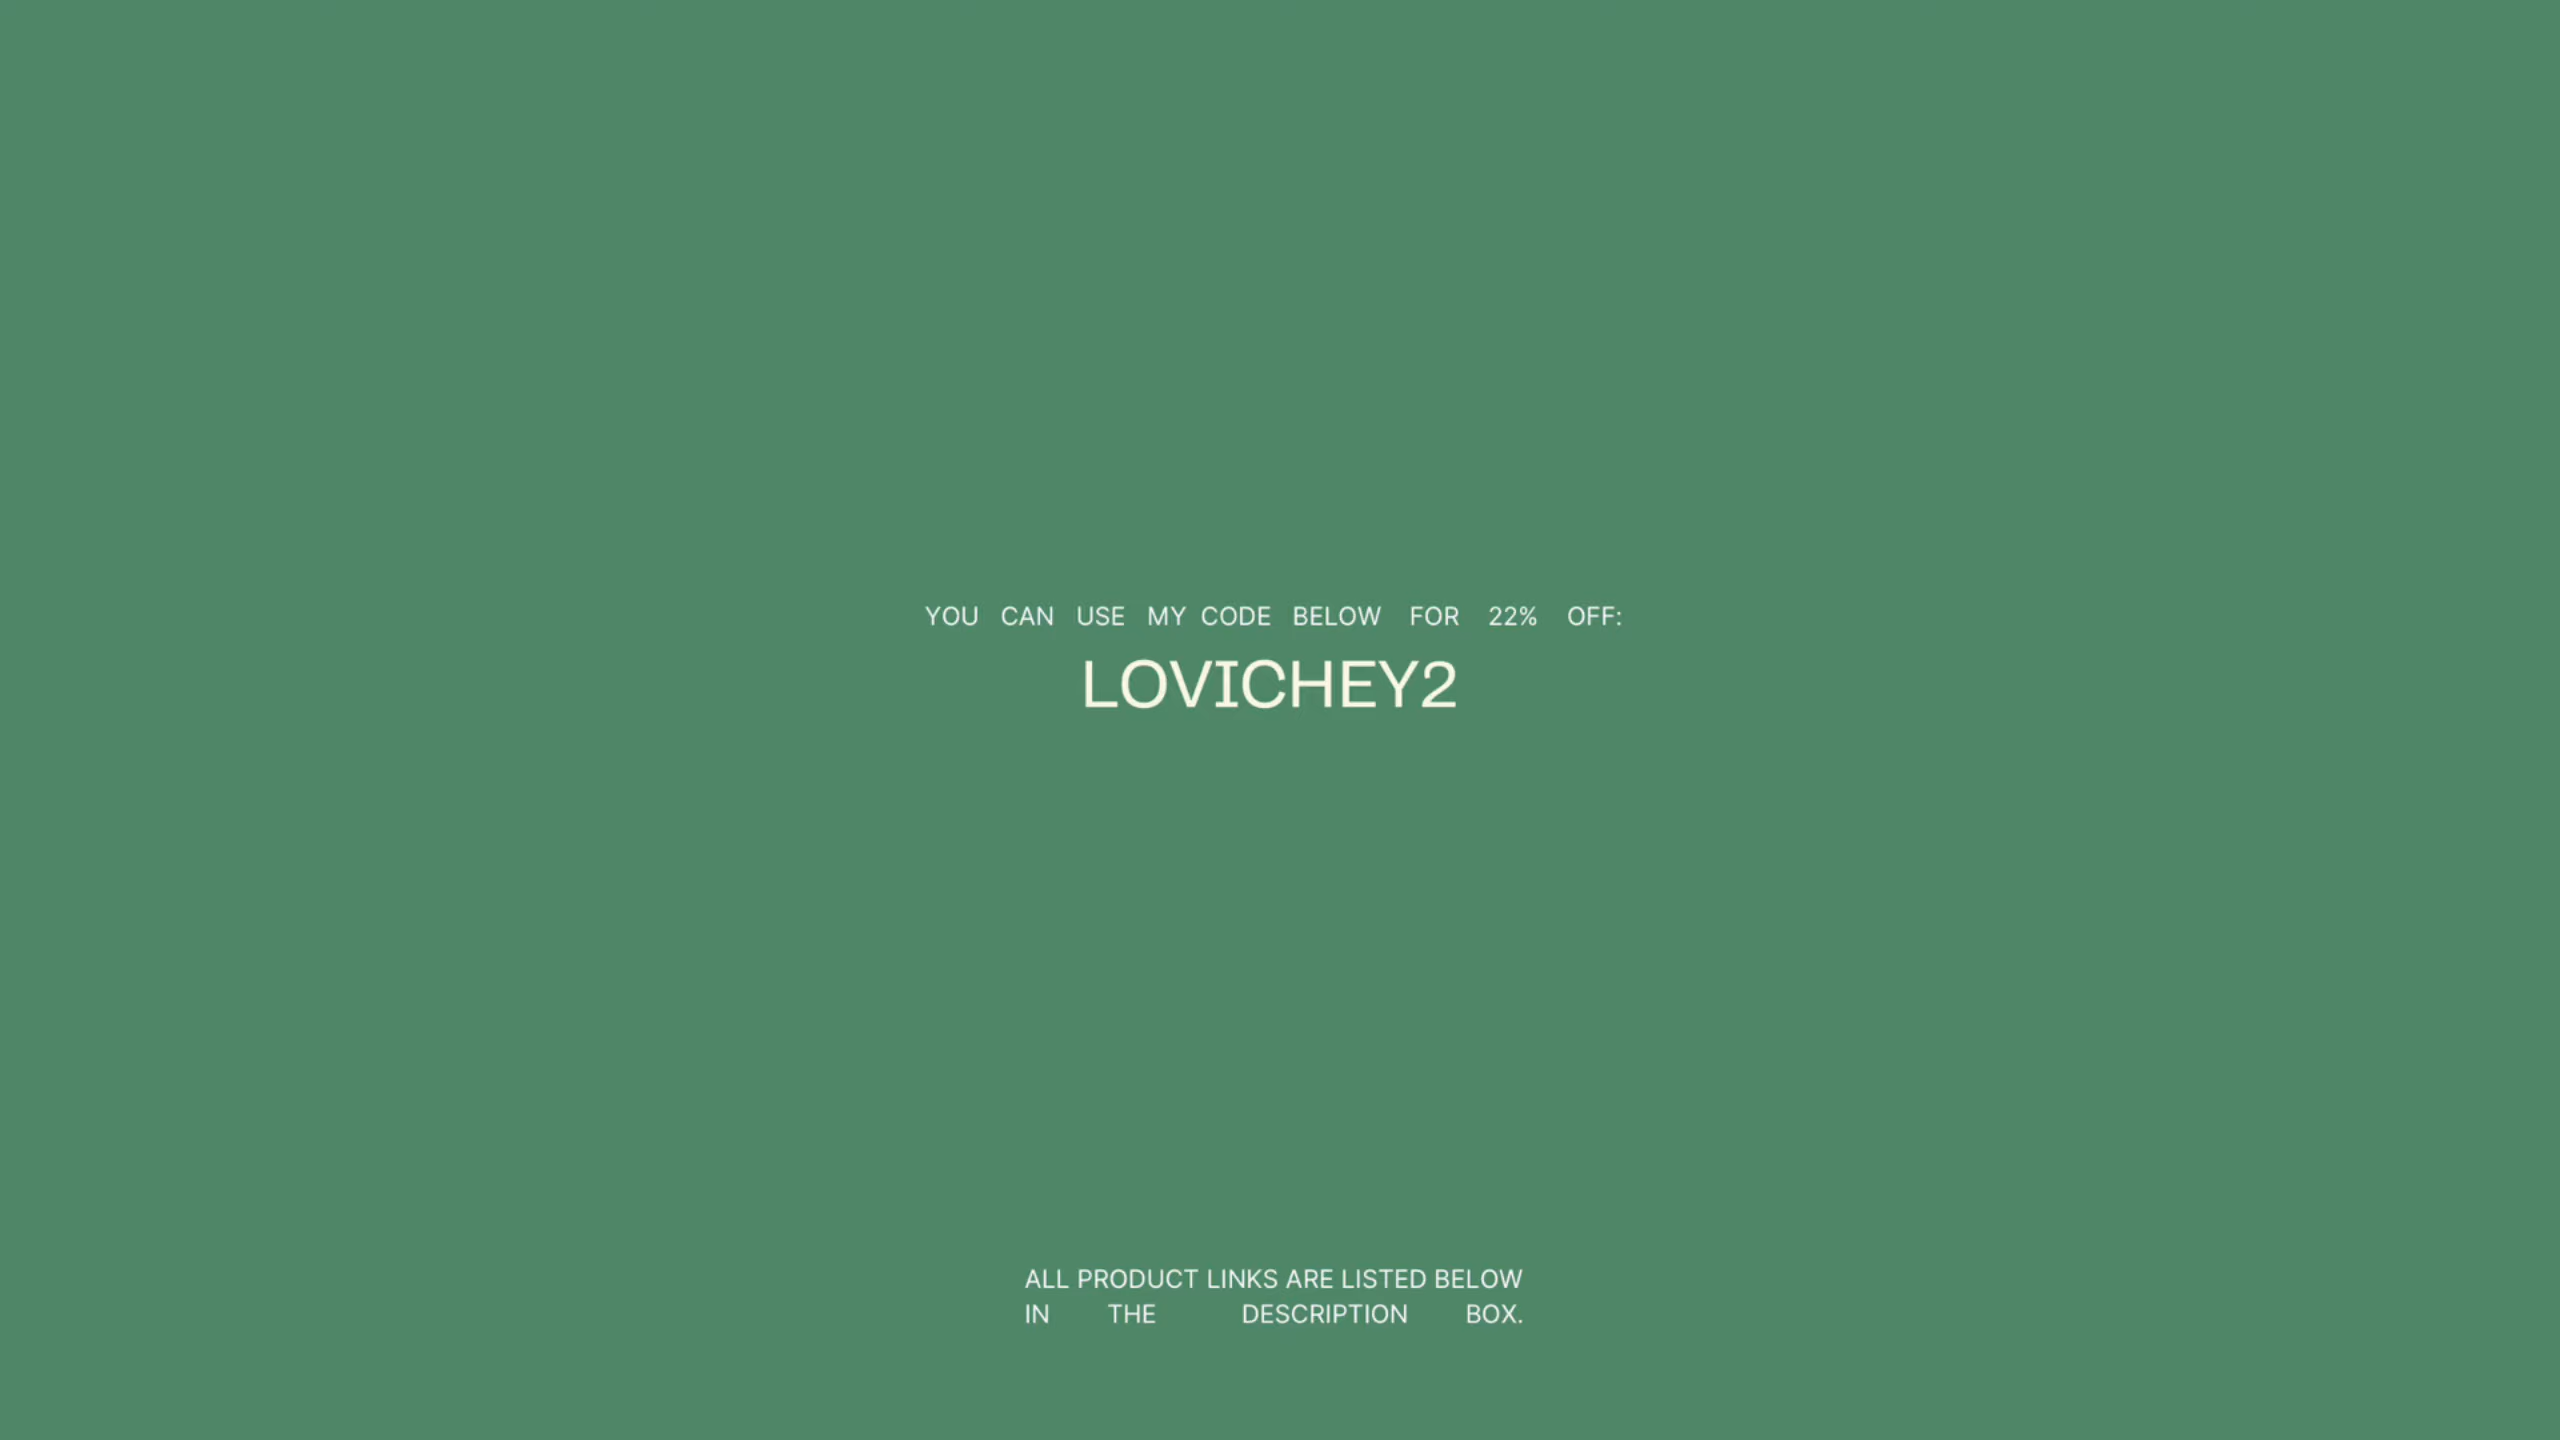 YOU CAN USE MY CODE BELOW FOR 22% OFF:
LOVICHEY2
ALL PRODUCT LINKS ARE LISTED BELOW
IN THE DESCRIPTION BOX.